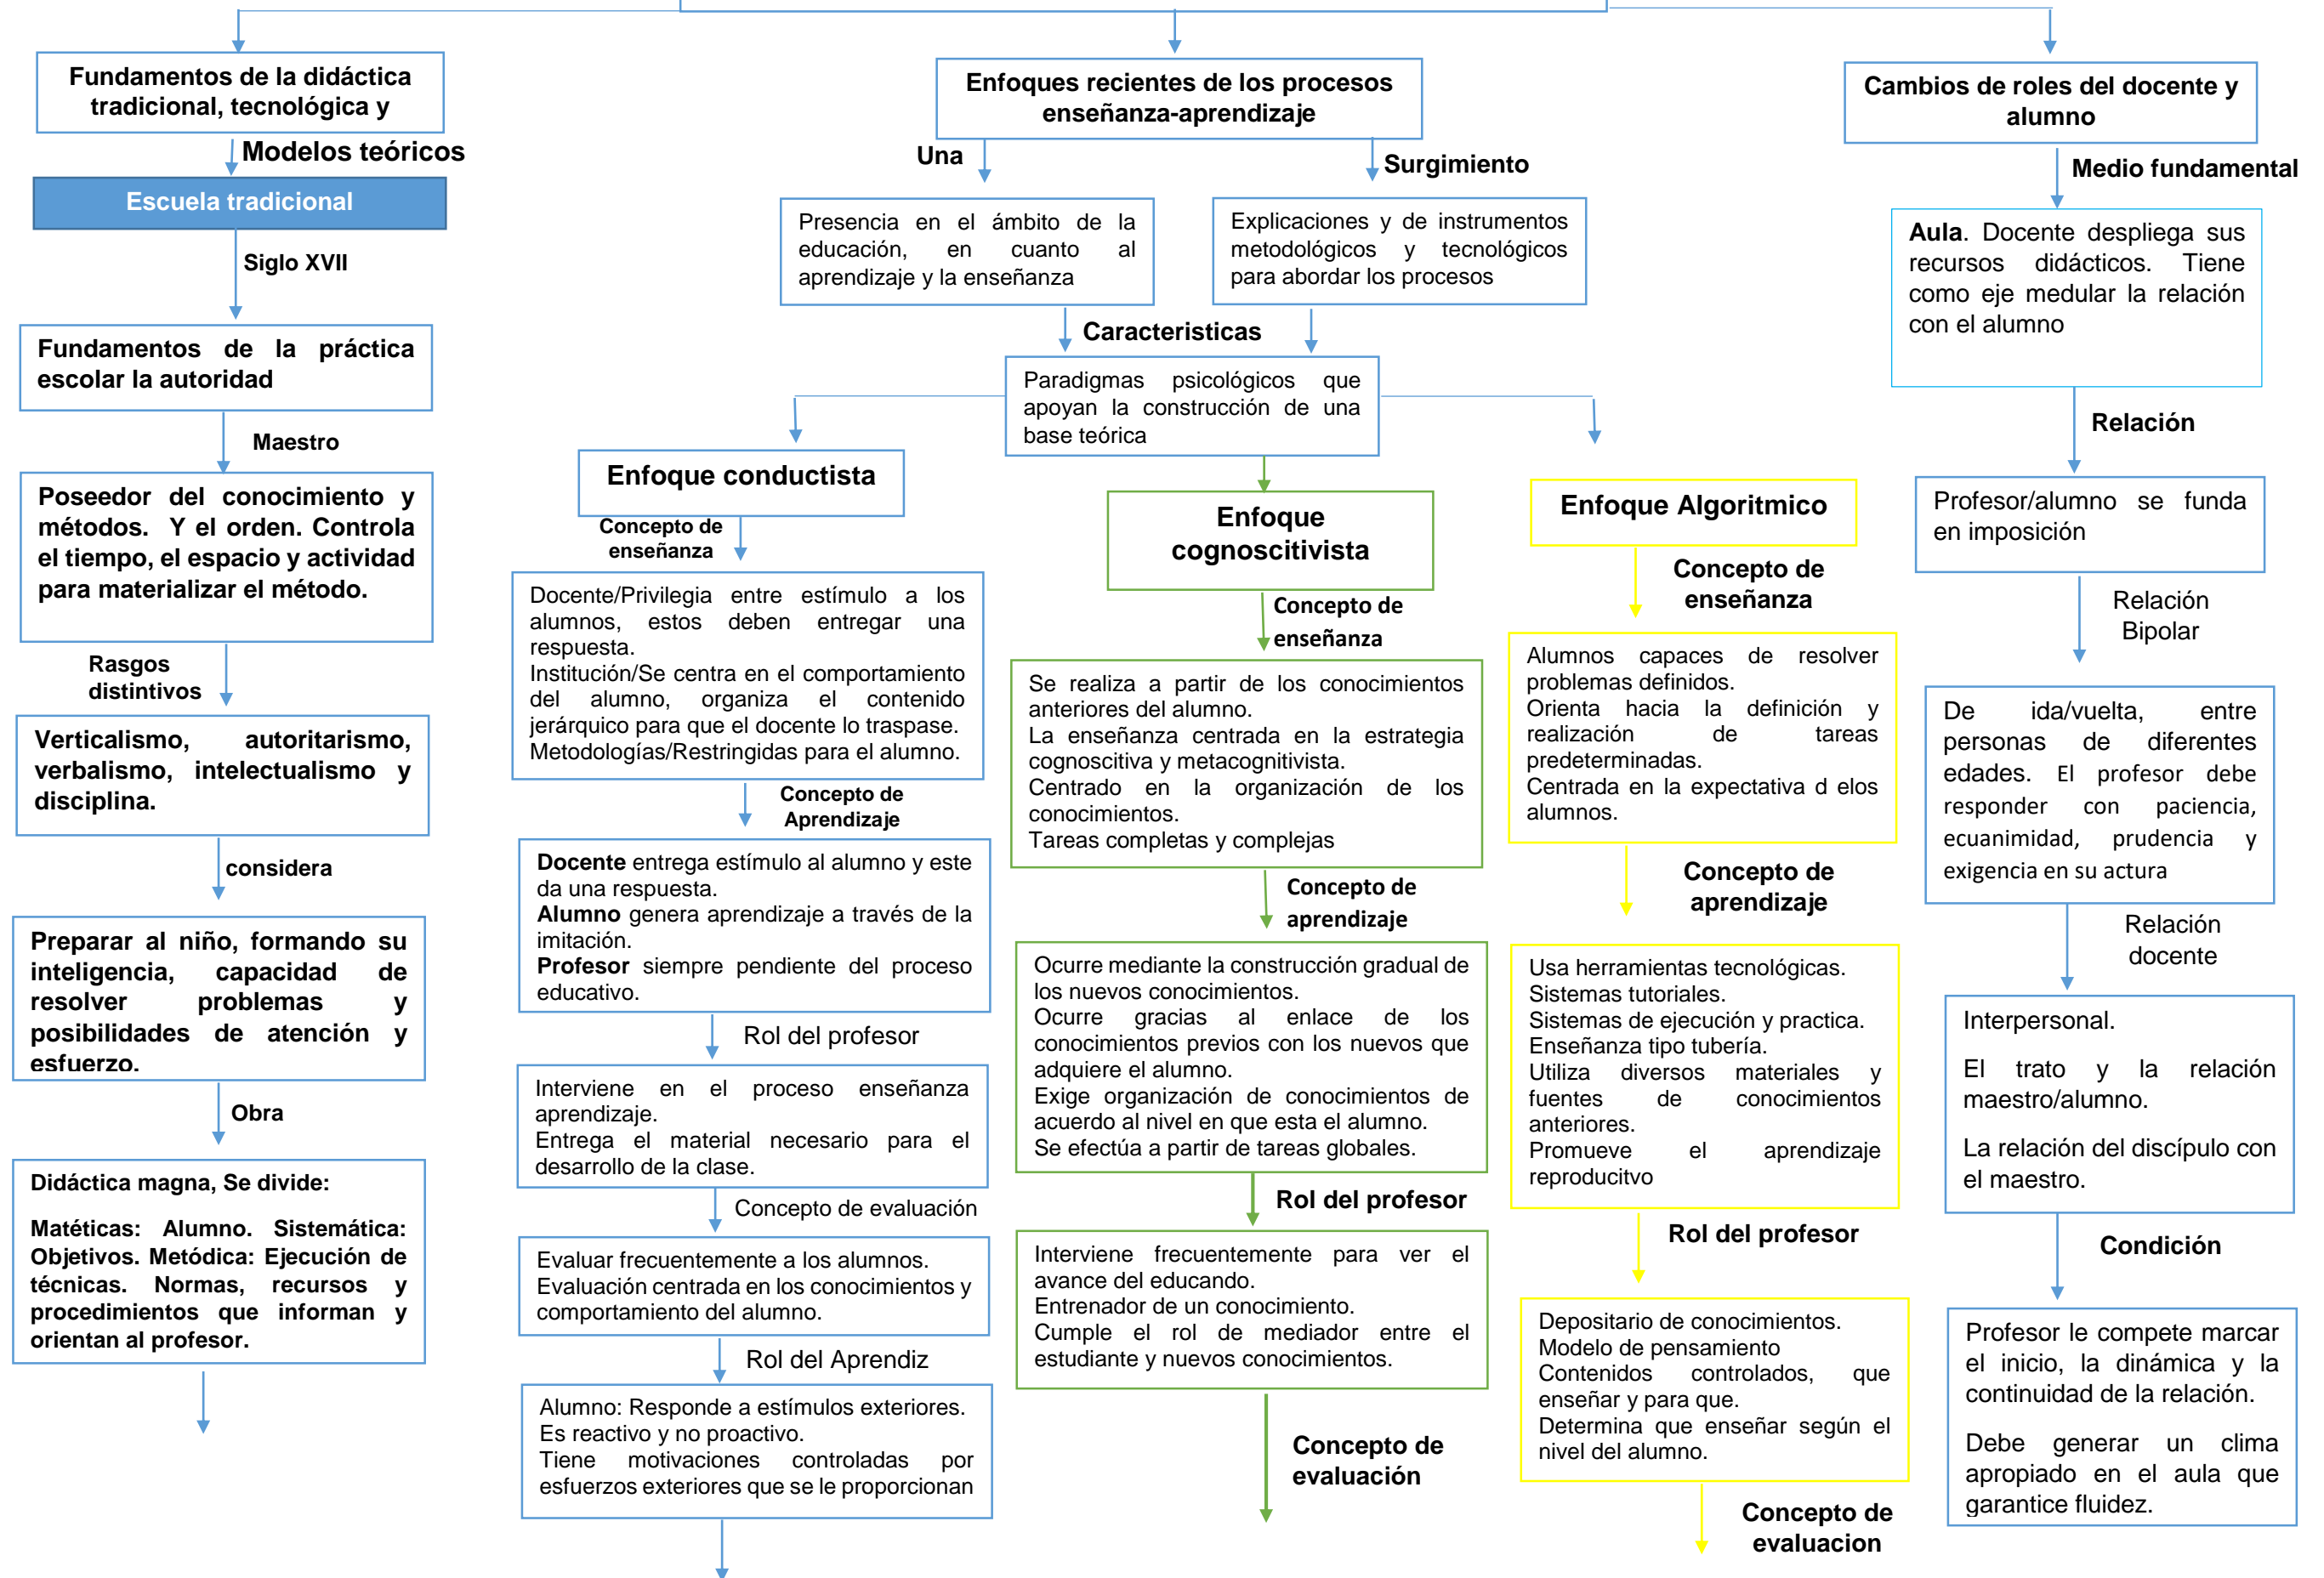 Fundamentos de la didáctica
tradicional, tecnológica y
Modelos teóricos
Escuela tradicional
Siglo XVII
Fundamentos de la práctica
escolar la autoridad
Maestro
Poseedor del conocimiento y
métodos. Y el orden. Controla
el tiempo, el espacio y actividad
para materializar el método.
Rasgos
distintivos
Verticalismo, autoritarismo,
verbalismo, intelectualismo y
disciplina.
considera
Preparar al niño, formando su
inteligencia, capacidad de
resolver problemas y
posibilidades de atención y
esfuerzo.
Obra
Didáctica magna, Se divide:
Matéticas: Alumno. Sistemática:
Objetivos. Metódica: Ejecución de
técnicas. Normas, recursos y
procedimientos que informan y
orientan al profesor.
Enfoques recientes de los procesos
enseñanza-aprendizaje
Una
Surgimiento
Presencia en el ámbito de la
educación, en cuanto al
aprendizaje y la enseñanza
Explicaciones y de instrumentos
metodológicos y tecnológicos
para abordar los procesos
Caracteristicas
Paradigmas psicológicos que
apoyan la construcción de una
base teórica
Enfoque conductista
Concepto de
enseñanza
Docente/Privilegia entre estímulo a los
alumnos, estos deben entregar una
respuesta.
Institución/Se centra en el comportamiento
del alumno, organiza el contenido
jerárquico para que el docente lo traspase.
Metodologías/Restringidas para el alumno.
Concepto de
Aprendizaje
Docente entrega estímulo al alumno y este
da una respuesta.
Alumno genera aprendizaje a través de la
imitación.
Profesor siempre pendiente del proceso
educativo.
Rol del profesor
Interviene en el proceso enseñanza
aprendizaje.
Entrega el material necesario para el
desarrollo de la clase.
Concepto de evaluación
Evaluar frecuentemente a los alumnos.
Evaluación centrada en los conocimientos y
comportamiento del alumno.
Rol del Aprendiz
Alumno: Responde a estímulos exteriores.
Es reactivo y no proactivo.
Tiene motivaciones controladas por
esfuerzos exteriores que se le proporcionan
Enfoque
cognoscitivista
Concepto de
enseñanza
Se realiza a partir de los conocimientos
anteriores del alumno.
La enseñanza centrada en la estrategia
cognoscitiva y metacognitivista.
Centrado en la organización de los
conocimientos.
Tareas completas y complejas
Concepto de
aprendizaje
Ocurre mediante la construcción gradual de
los nuevos conocimientos.
Ocurre gracias al enlace de los
conocimientos previos con los nuevos que
adquiere el alumno.
Exige organización de conocimientos de
acuerdo al nivel en que esta el alumno.
Se efectúa a partir de tareas globales.
Rol del profesor
Interviene frecuentemente para ver el
avance del educando.
Entrenador de un conocimiento.
Cumple el rol de mediador entre el
estudiante y nuevos conocimientos.
Concepto de
evaluación
Enfoque Algoritmico
Concepto de
enseñanza
Alumnos capaces de resolver
problemas definidos.
Orienta hacia la definición y
realización de tareas
predeterminadas.
Centrada en la expectativa d elos
alumnos.
Concepto de
aprendizaje
Usa herramientas tecnológicas.
Sistemas tutoriales.
Sistemas de ejecución y practica.
Enseñanza tipo tubería.
Utiliza diversos materiales y
fuentes de conocimientos
anteriores.
Promueve el aprendizaje
reproducitvo
Rol del profesor
Depositario de conocimientos.
Modelo de pensamiento
Contenidos controlados, que
enseñar y para que.
Determina que enseñar según el
nivel del alumno.
Concepto de
evaluacion
Cambios de roles del docente y
alumno
Medio fundamental
Aula. Docente despliega sus
recursos didácticos. Tiene
como eje medular la relación
con el alumno
Relación
Profesor/alumno se funda
en imposición
Relación
Bipolar
De ida/vuelta, entre
personas de diferentes
edades. El profesor debe
responder con paciencia,
ecuanimidad, prudencia y
exigencia en su actura
Relación
docente
Interpersonal.
El trato y la relación
maestro/alumno.
La relación del discípulo con
el maestro.
Condición
Profesor le compete marcar
el inicio, la dinámica y la
continuidad de la relación.
Debe generar un clima
apropiado en el aula que
garantice fluidez.